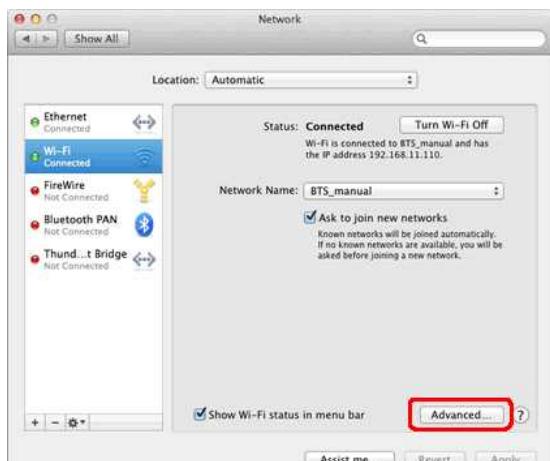 Network
Show All
Location: Automatic
Ethernet
Connected
Wi-Fi
Connected
FireWire
Not Connected
Bluetooth PAN
Not Connected
Thund...t Bridge
Not Connected
Status: Connected
Turn Wi-Fi Off
Wi-Fi is connected to BTS_manual and has
the IP address 192.168.11.110.
Network Name: BTS_manual
Ask to join new networks
Known networks will be joined automatically.
If no known networks are available, you will be
asked before joining a new network.
Show Wi-Fi status in menu bar
Advanced...
?
Assist me...
Revert
Apply